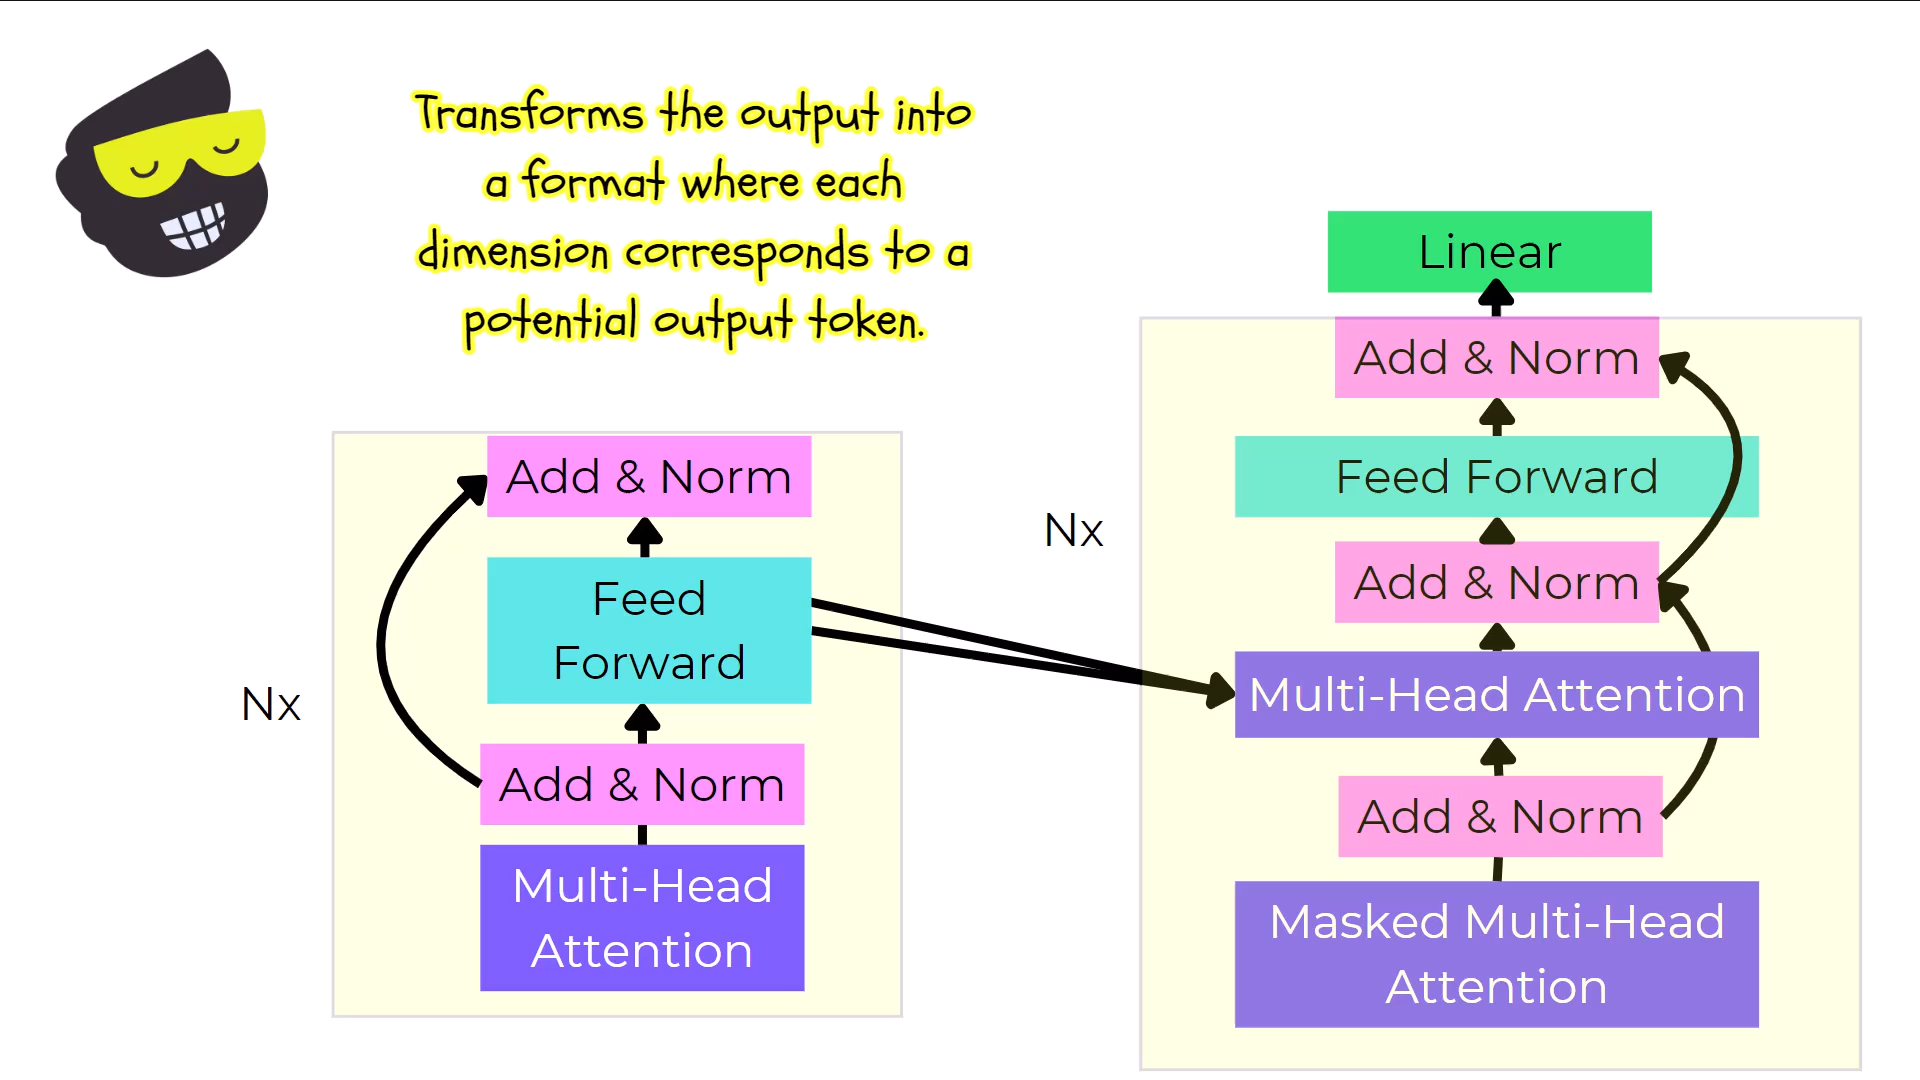 Transforms the output into
a format where each
dimension corresponds to a
potential output token.
Nx
Add & Norm
Feed
Forward
Add & Norm
Multi-Head
Attention
Nx
Linear
Add & Norm
Feed Forward
Add & Norm
Multi-Head Attention
Add & Norm
Masked Multi-Head
Attention